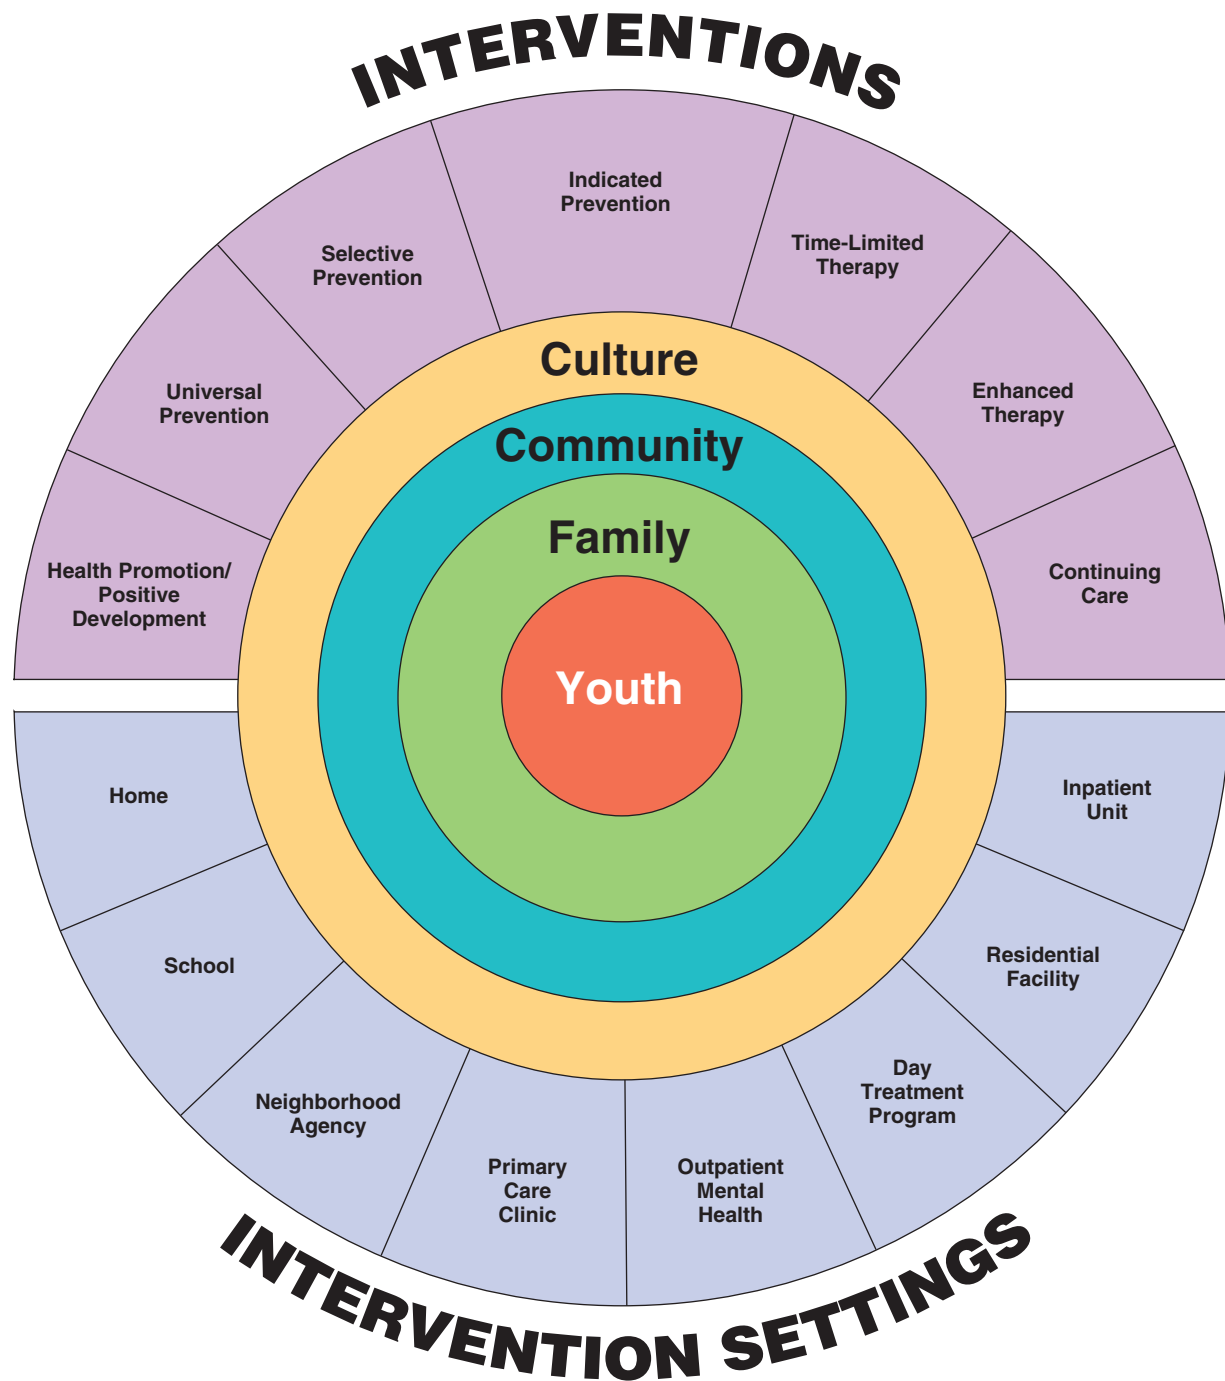 INTERVENTIONS
Indicated
Prevention
Selective
Prevention
Time-Limited
Therapy
Universal
Prevention
Enhanced
Therapy
Health Promotion/
Positive
Development
Continuing
Care
Culture
Community
Family
Youth
Home
Inpatient
Unit
School
Residential
Facility
Neighborhood
Agency
Day
Treatment
Program
Primary
Care
Clinic
Outpatient
Mental
Health
INTERVENTION SETTINGS